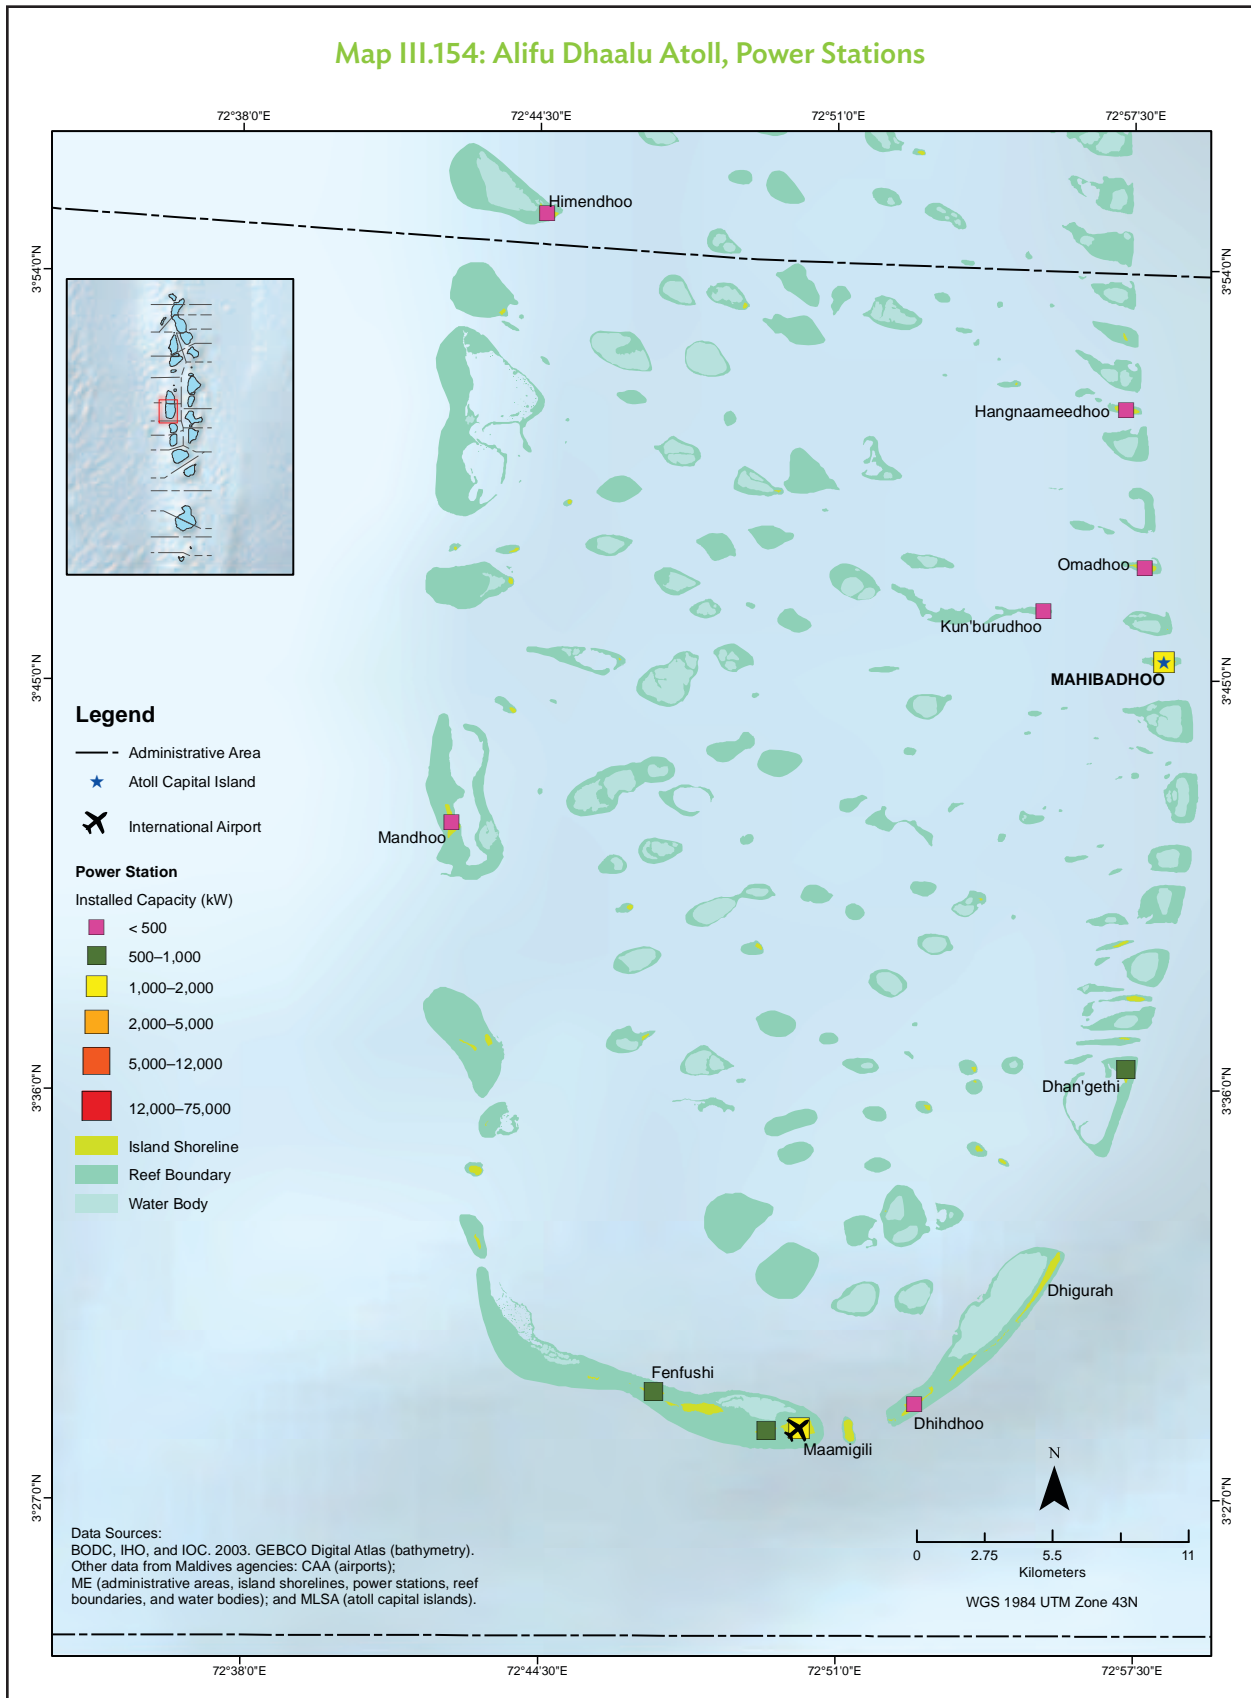 Map III.154: Alifu Dhaalu Atoll, Power Stations
72°38'0"E
72°44'30"E
72°51'0"E
72°57'30"E
Himendhoo
3°54'0"N
3°54'0"N
Hangnaameedhoo
Omadhoo
Kun'burudhoo
MAHIBADHOO
3°45'0"N
3°45'0"N
Legend
Administrative Area
Atoll Capital Island
International Airport
Power Station
Installed Capacity (kW)
< 500
500–1,000
1,000–2,000
2,000–5,000
5,000–12,000
12,000–75,000
Island Shoreline
Reef Boundary
Water Body
Mandhoo
3°36'0"N
3°36'0"N
Dhan'gethi
Dhigurah
Fenfushi
Dhihdhoo
Maamigili
N
3°27'0"N
3°27'0"N
Data Sources:
BODC, IHO, and IOC. 2003. GEBCO Digital Atlas (bathymetry).
Other data from Maldives agencies: CAA (airports);
ME (administrative areas, island shorelines, power stations, reef
boundaries, and water bodies); and MLSA (atoll capital islands).
0 2.75 5.5 11
Kilometers
WGS 1984 UTM Zone 43N
72°38'0"E
72°44'30"E
72°51'0"E
72°57'30"E